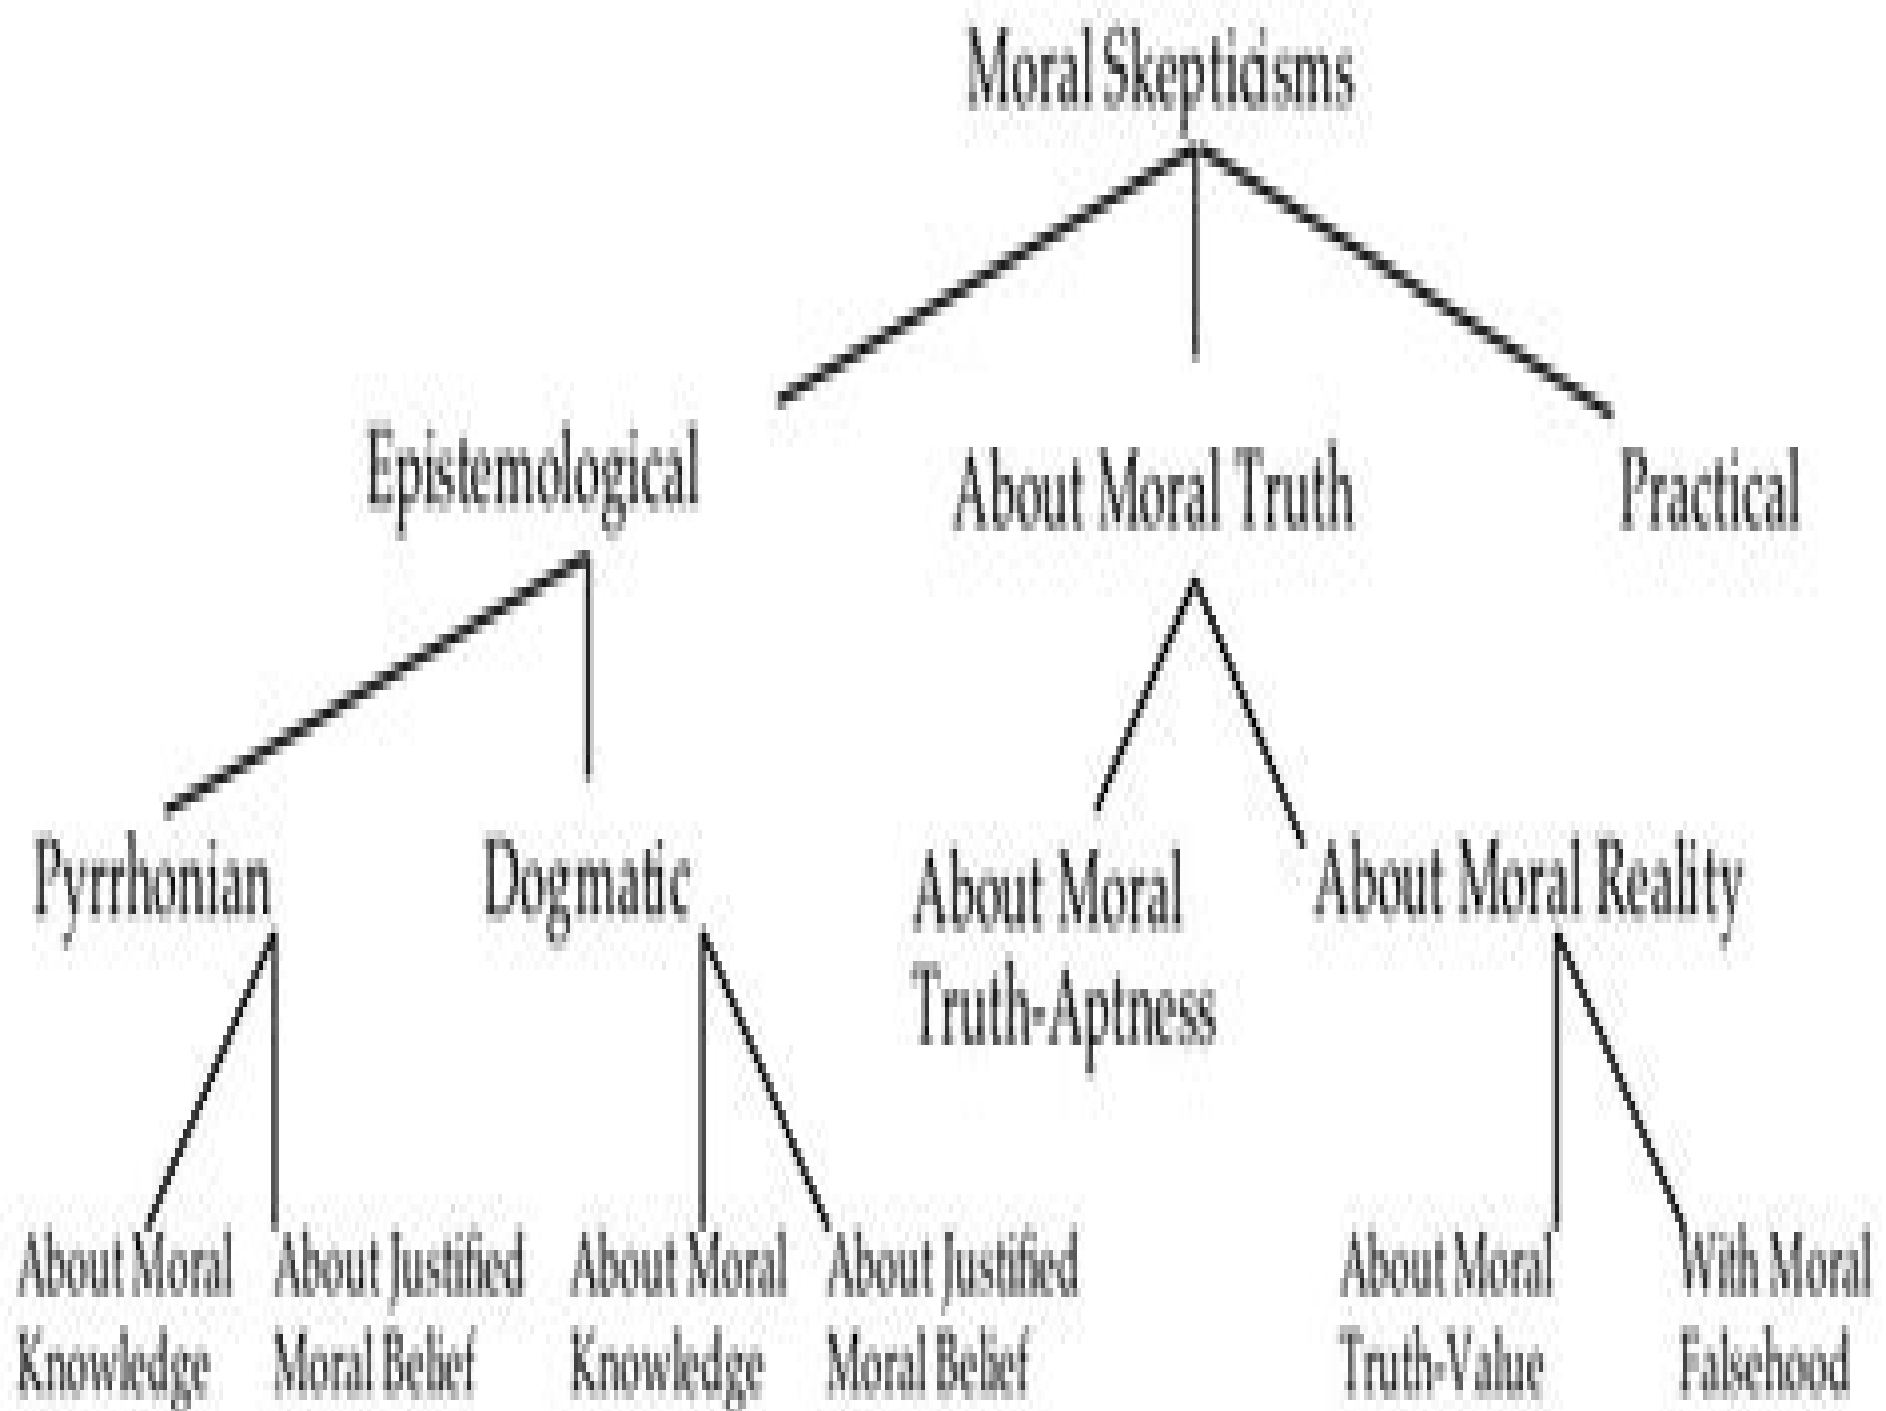 Moral Skepticisms
Epistemological
About Moral Truth
Practical
Pyrrhonian
Dogmatic
About Moral
Truth-Aptness
About Moral Reality
About Moral
Knowledge
About Justified
Moral Belief
About Moral
Knowledge
About Justified
Moral Belief
About Moral
Truth-Value
With Moral
Falsehood